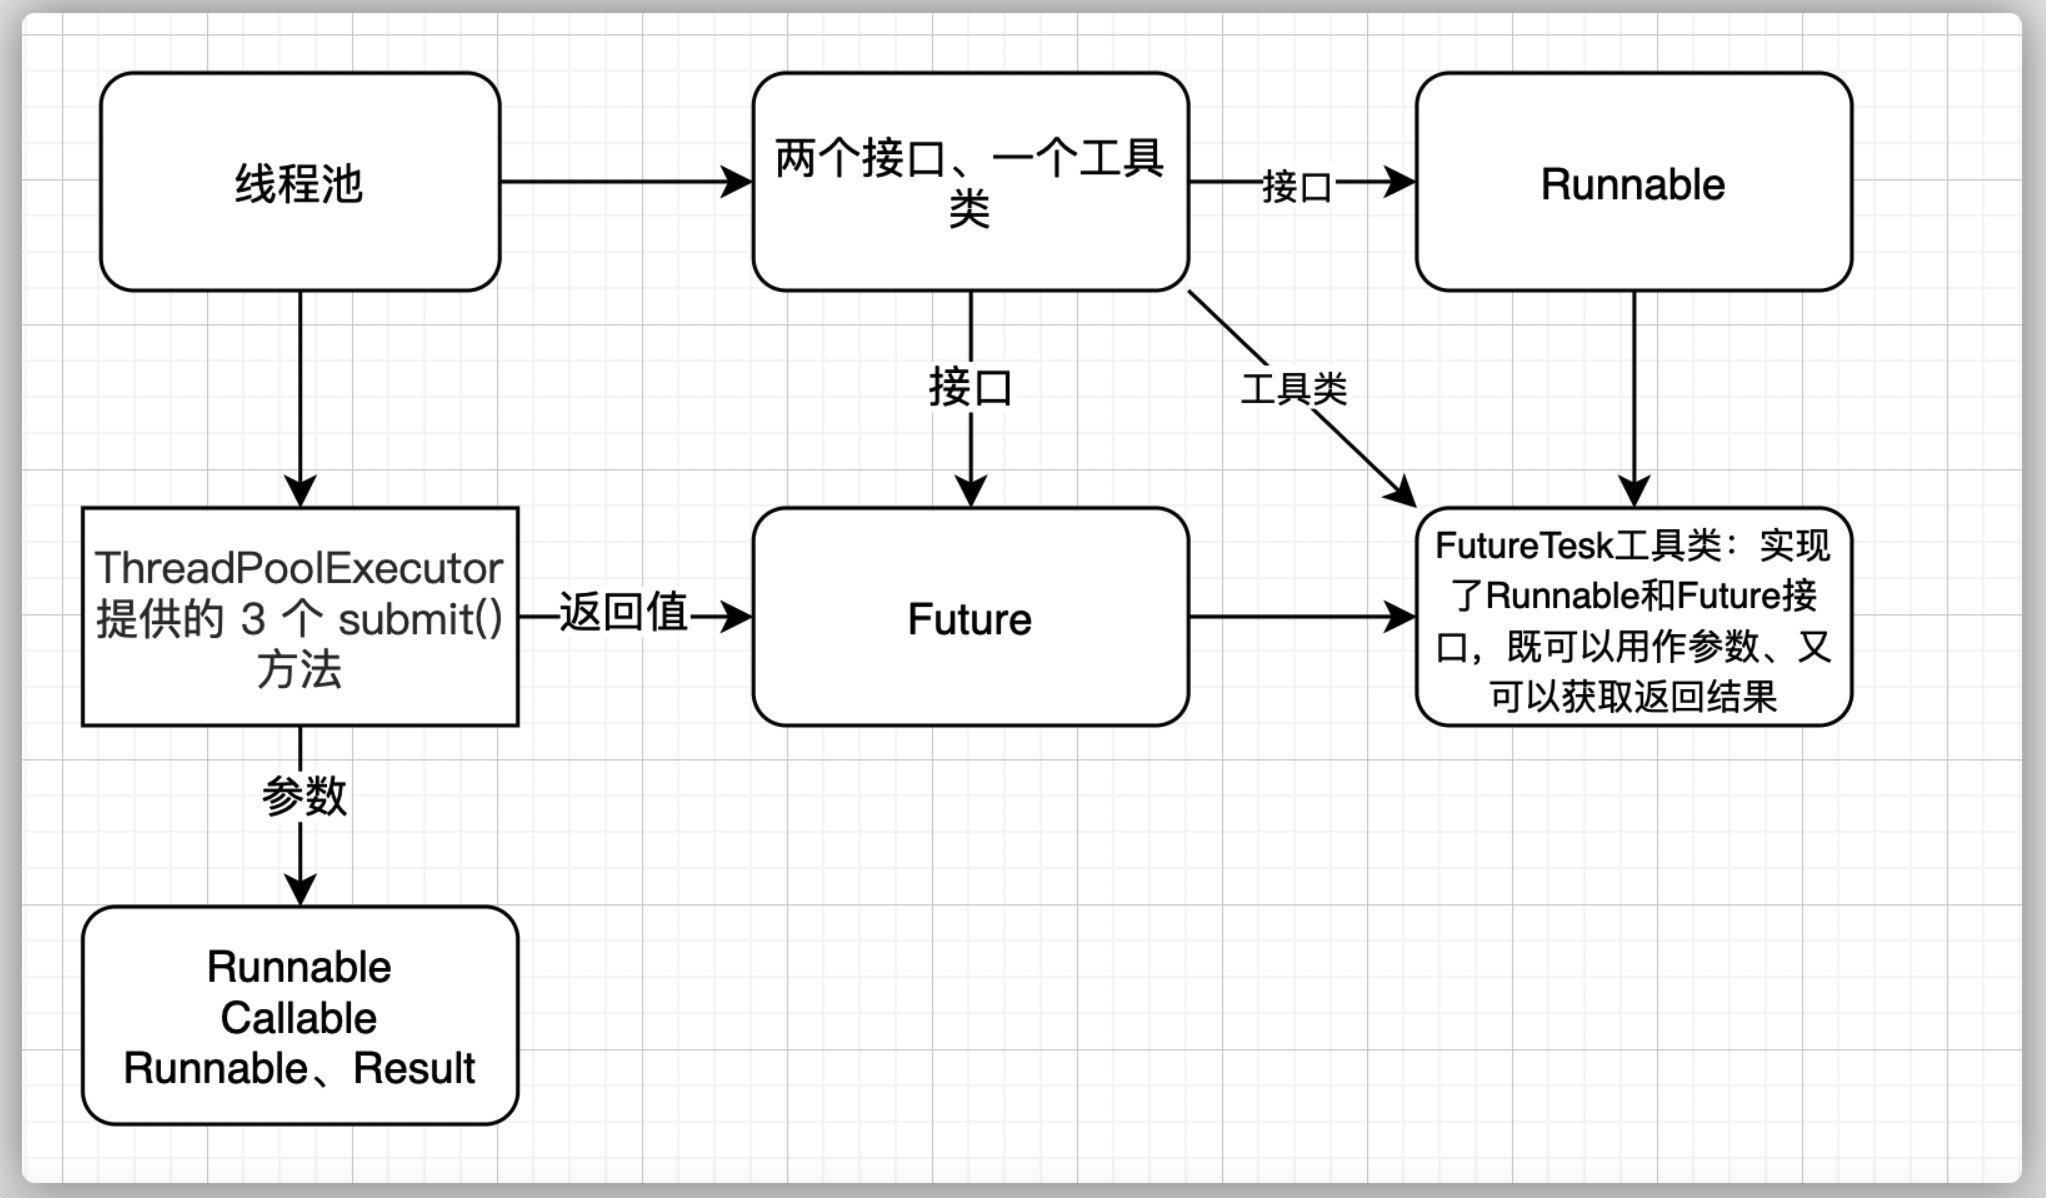 线程池
两个接口、一个工具
类
接口
Runnable
接口
工具类
ThreadPoolExecutor
提供的 3 个 submit()
方法
返回值
Future
FutureTesk工具类：实现
了Runnable和Future接
口，既可以用作参数、又
可以获取返回结果
参数
Runnable
Callable
Runnable、Result